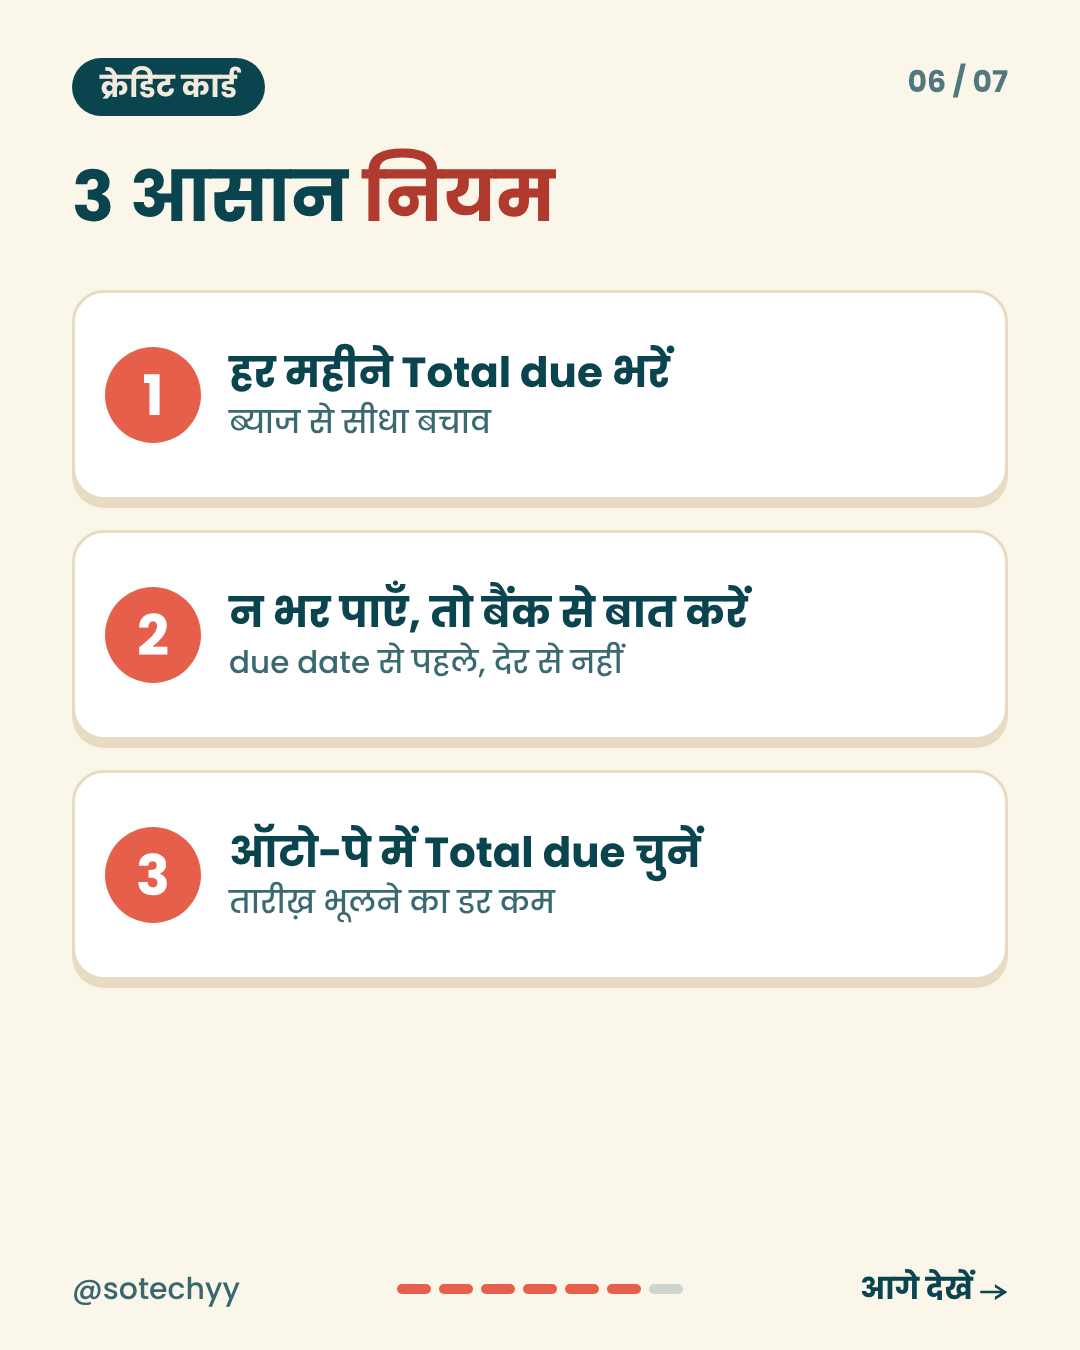 क्रेडिट कार्ड
06 / 07
3 आसान नियम
1
हर महीने Total due भरें
ब्याज से सीधा बचाव
2
न भर पाएँ, तो बैंक से बात करें
due date से पहले, देर से नहीं
3
ऑटो-पे में Total due चुनें
तारीख़ भूलने का डर कम
@sotechyy
आगे देखें →